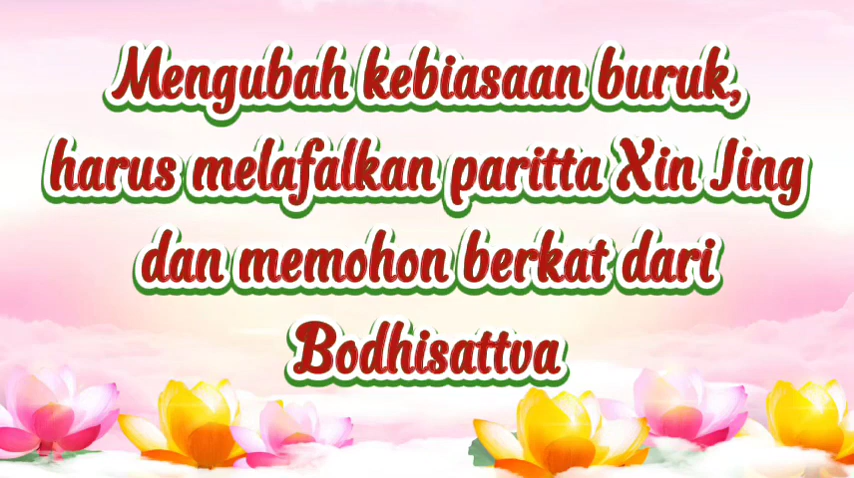 Mengubah kebiasaan buruk,
harus melafalkan paritta Xin Jing
dan memohon berkat dari
Bodhisattva